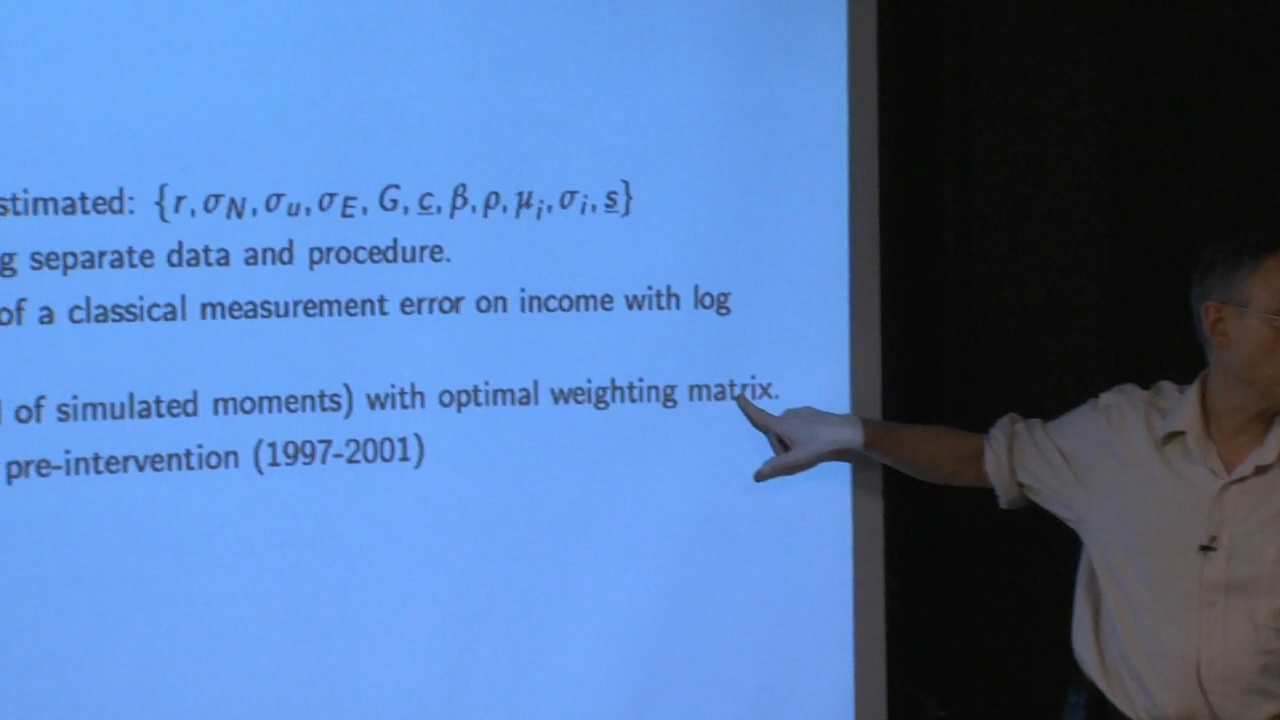 stimated: {r, σ_N, σ_u, σ_E, G, c̲, β, ρ, μ_i, σ_i, s̲}
g separate data and procedure.
of a classical measurement error on income with log
of simulated moments) with optimal weighting matrix.
pre-intervention (1997-2001)